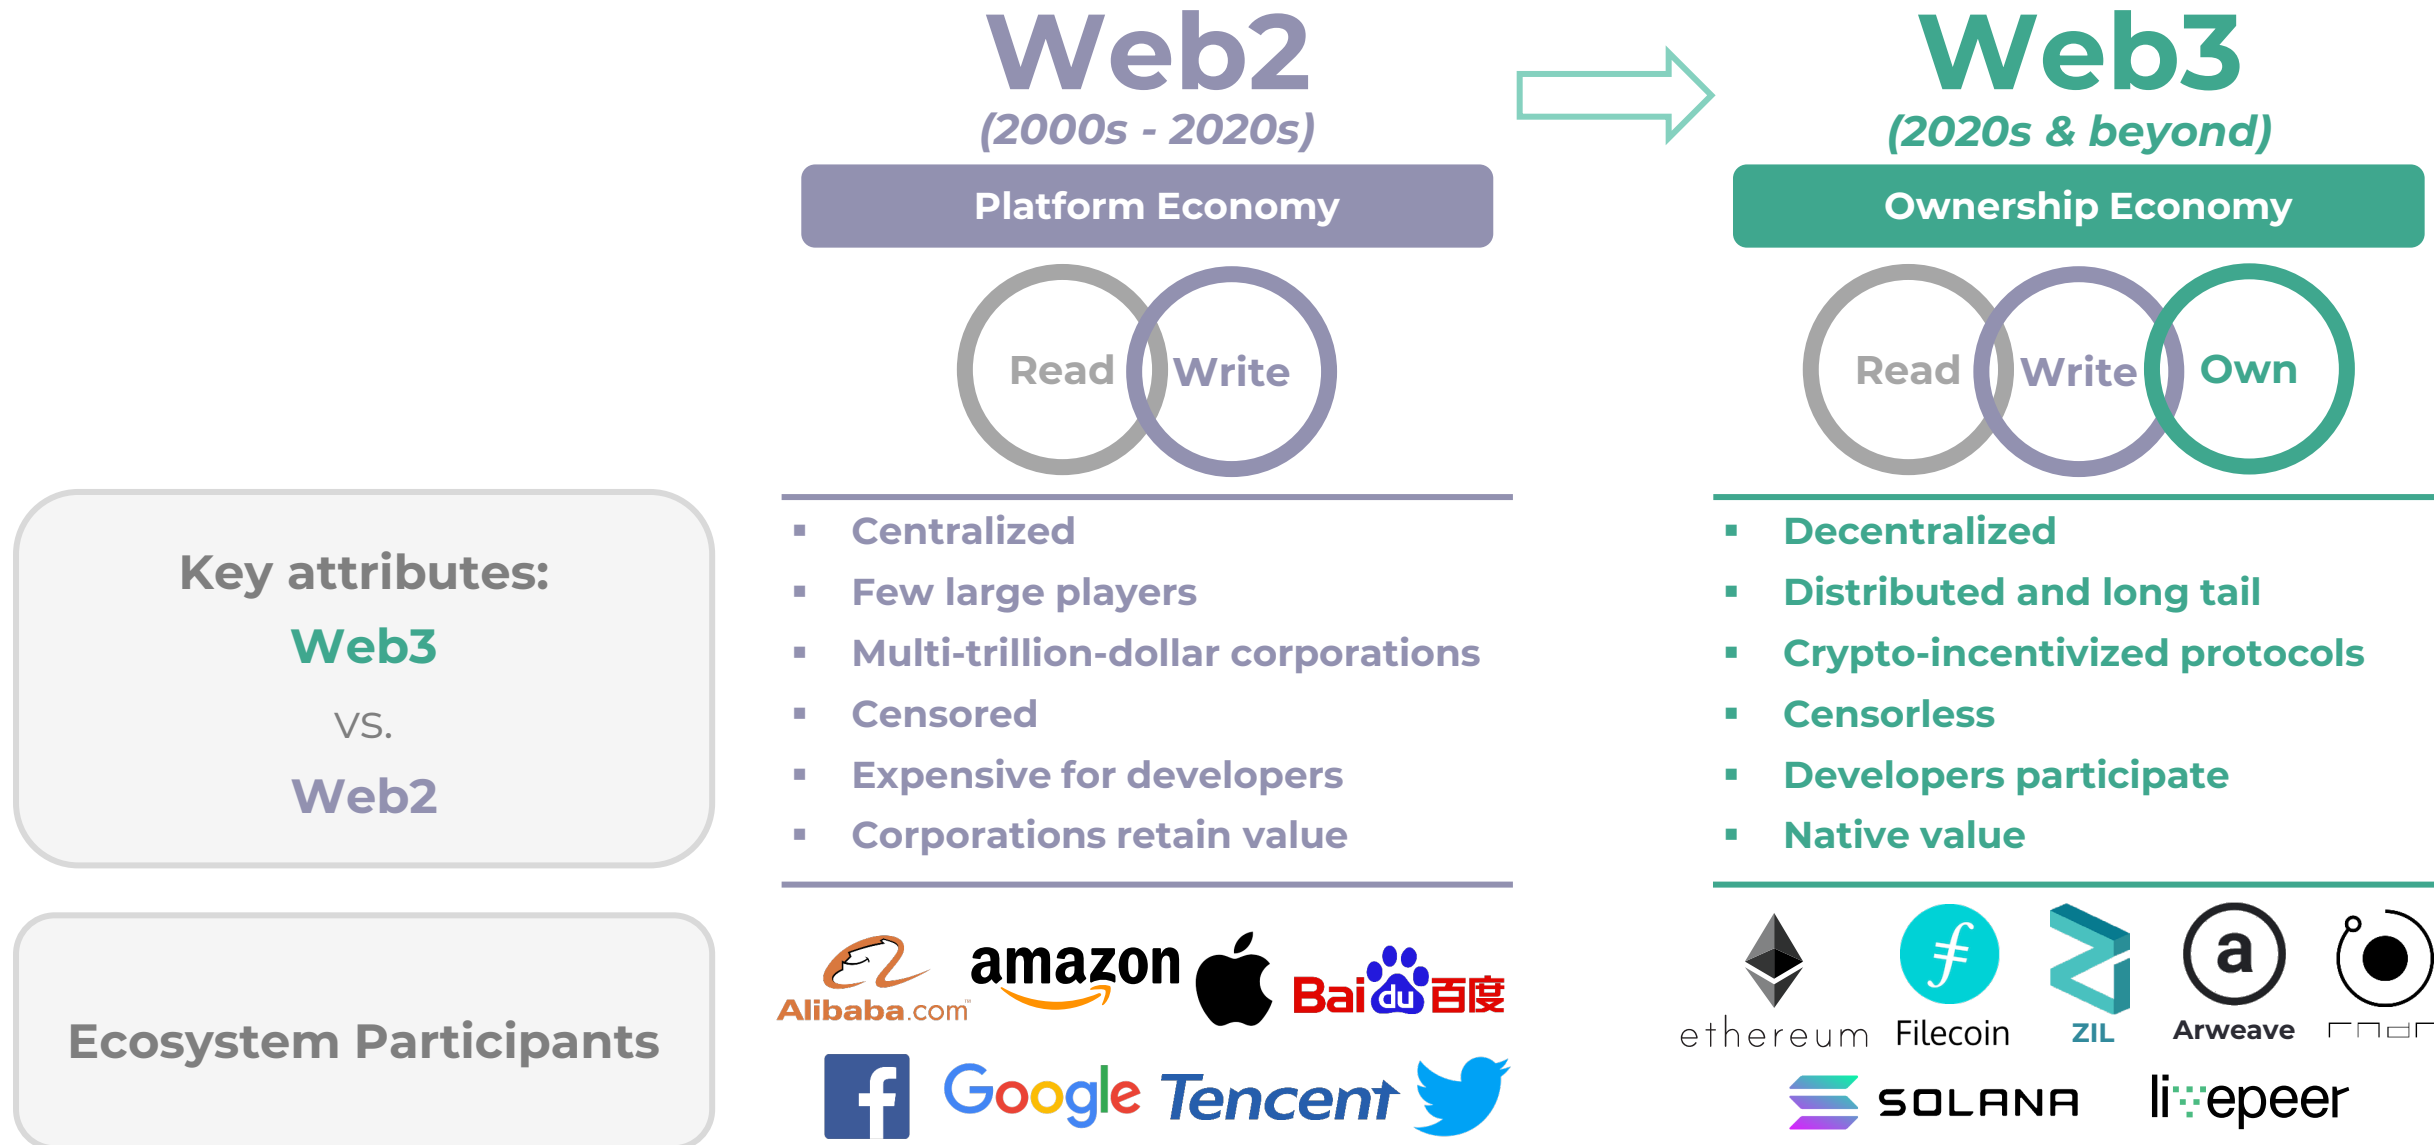 Web2
(2000s - 2020s)
Platform Economy
Read
Write
Web3
(2020s & beyond)
Ownership Economy
Read
Write
Own
Key attributes:
Web3
vs.
Web2
▪ Centralized
▪ Few large players
▪ Multi-trillion-dollar corporations
▪ Censored
▪ Expensive for developers
▪ Corporations retain value
▪ Decentralized
▪ Distributed and long tail
▪ Crypto-incentivized protocols
▪ Censorless
▪ Developers participate
▪ Native value
Ecosystem Participants
Alibaba.com™
amazon
Bai du 百度
f
Google
Tencent
ethereum
Filecoin
ZIL
a
Arweave
SOLANA
livepeer